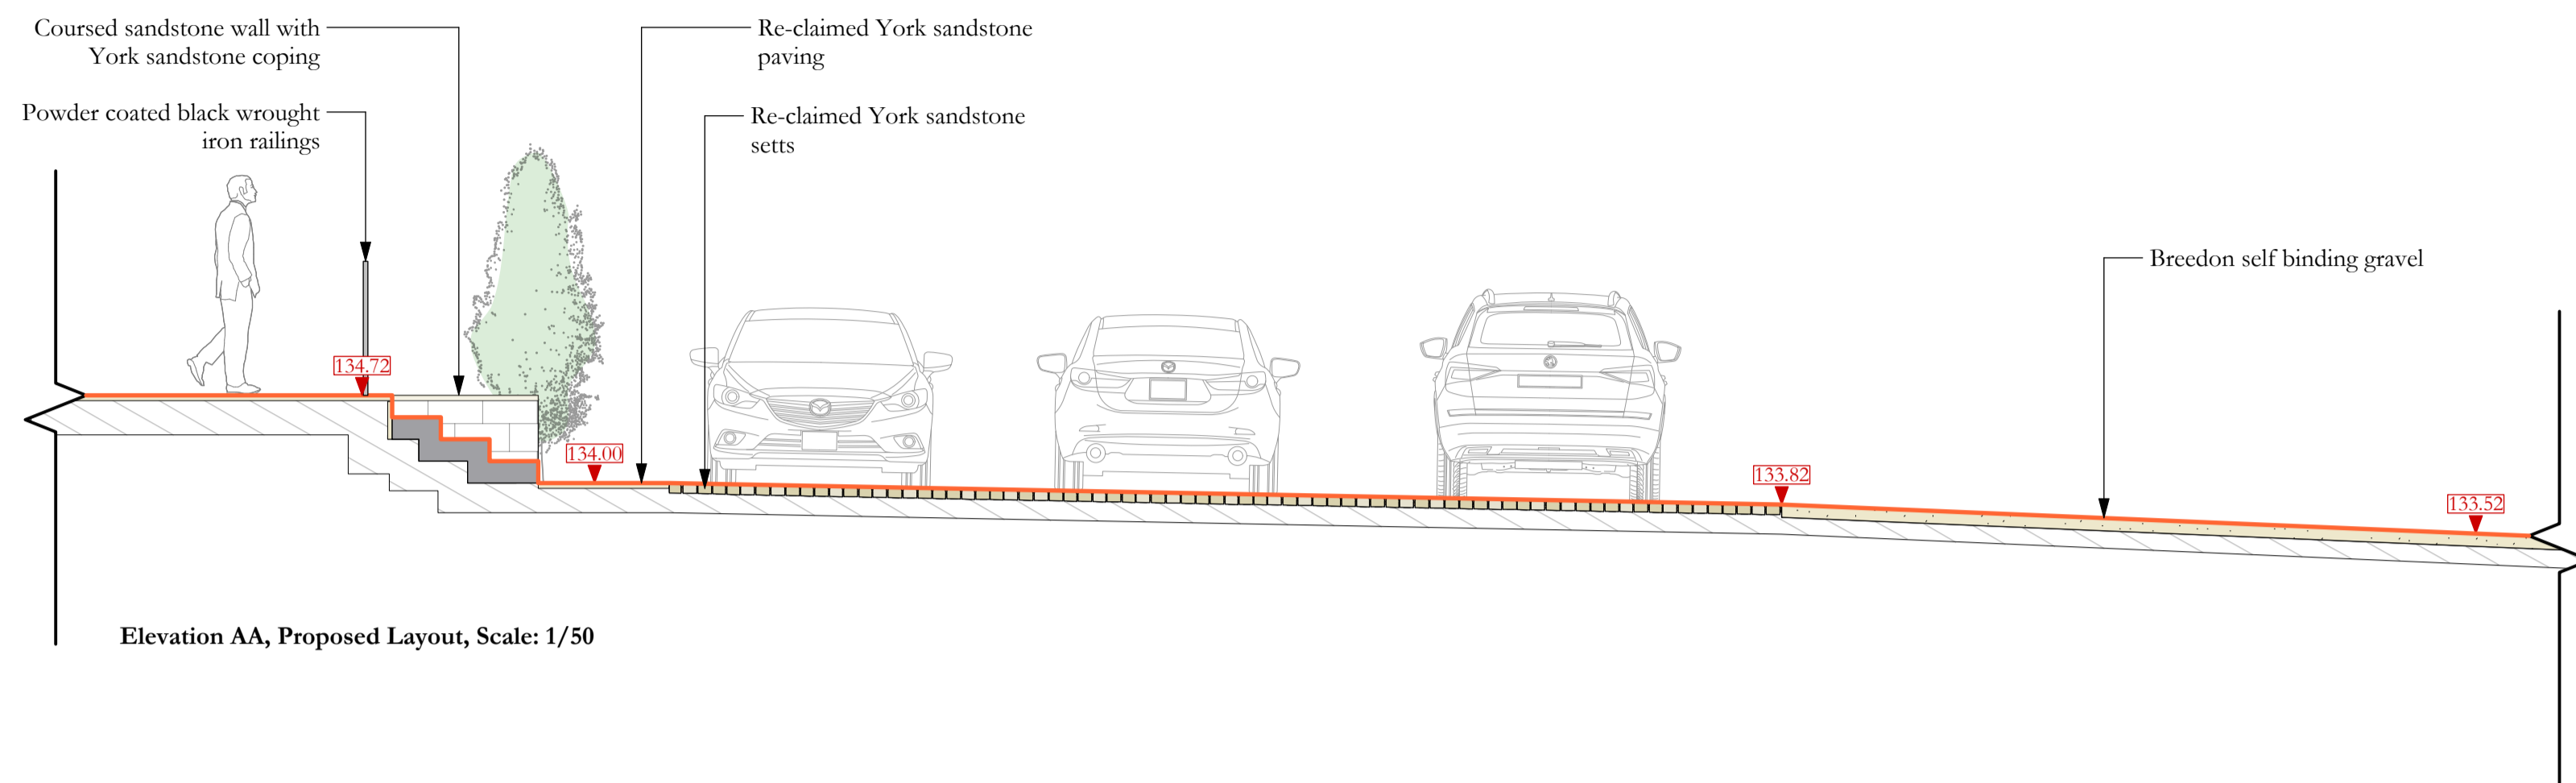 Coursed sandstone wall with
York sandstone coping
Re-claimed York sandstone
paving
Powder coated black wrought
iron railings
Re-claimed York sandstone
setts
Breedon self binding gravel
134.72
134.00
133.82
133.52
Elevation AA, Proposed Layout, Scale: 1/50